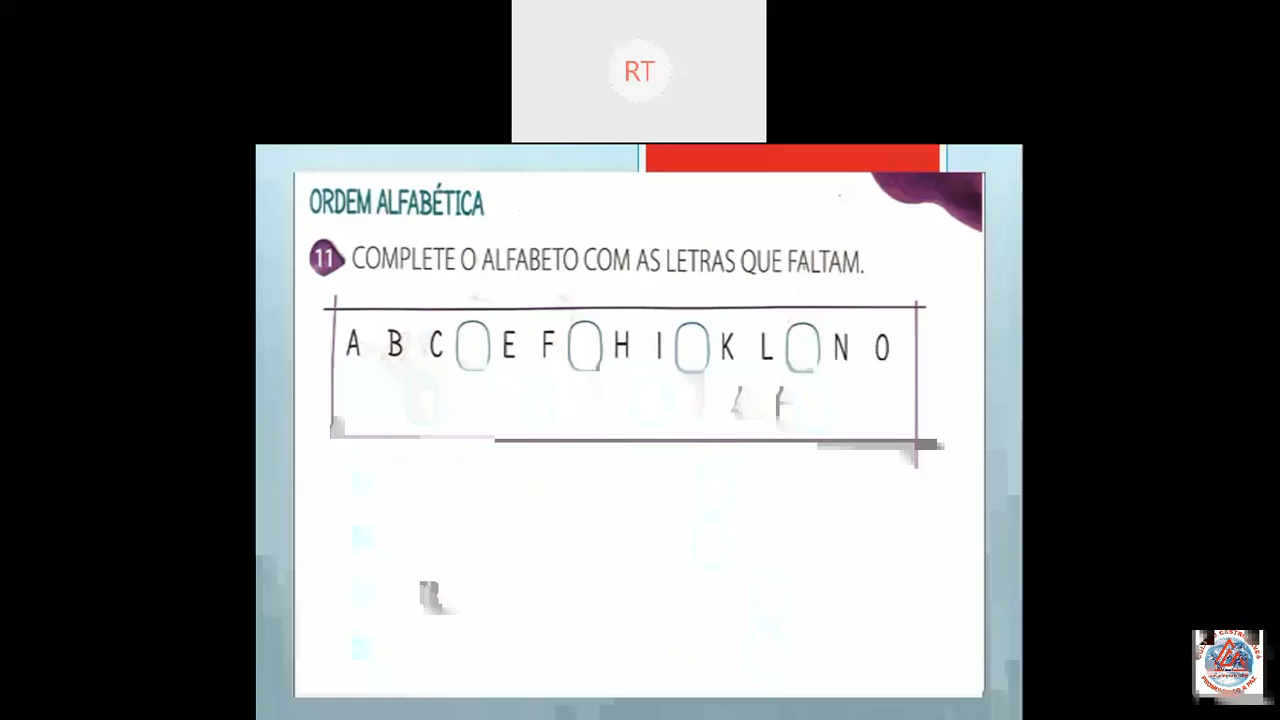 RT
ORDEM ALFABÉTICA
11 COMPLETE O ALFABETO COM AS LETRAS QUE FALTAM.
A B C E F H I K L N O